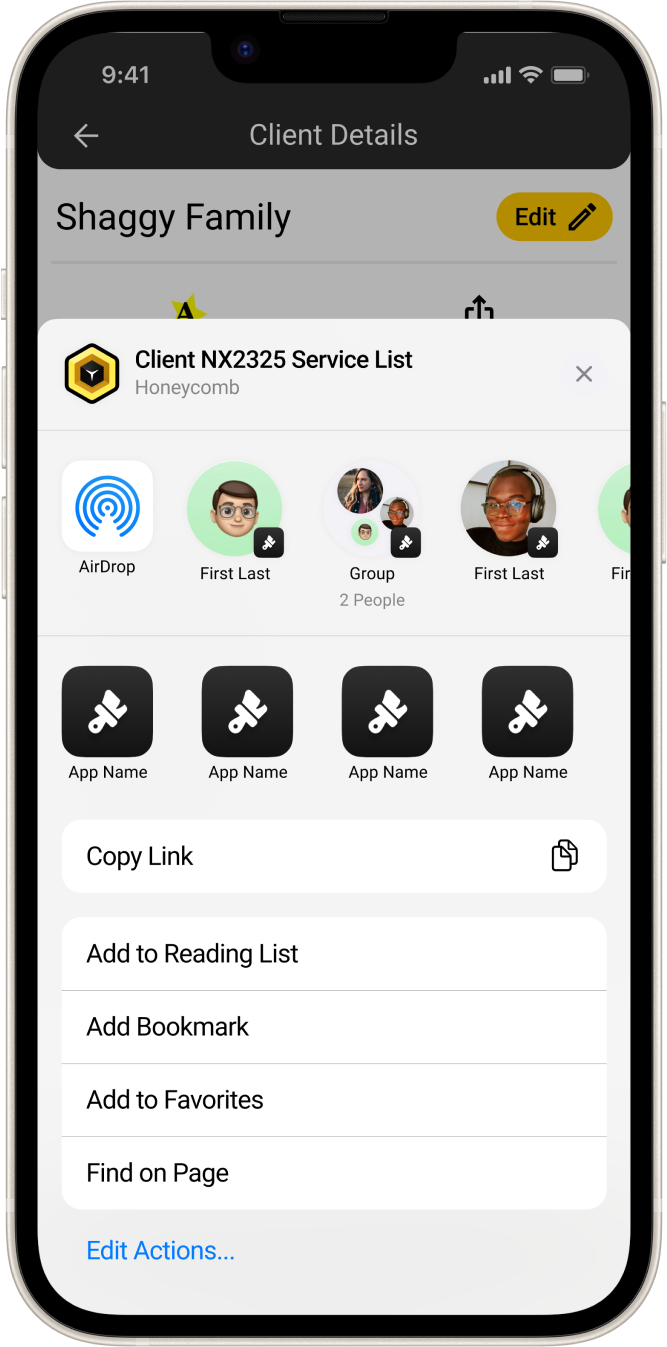 9:41
Client Details
Shaggy Family
Edit
A
Client NX2325 Service List
Honeycomb
AirDrop
First Last
Group
2 People
First Last
Fir
App Name
App Name
App Name
App Name
Copy Link
Add to Reading List
Add Bookmark
Add to Favorites
Find on Page
Edit Actions...